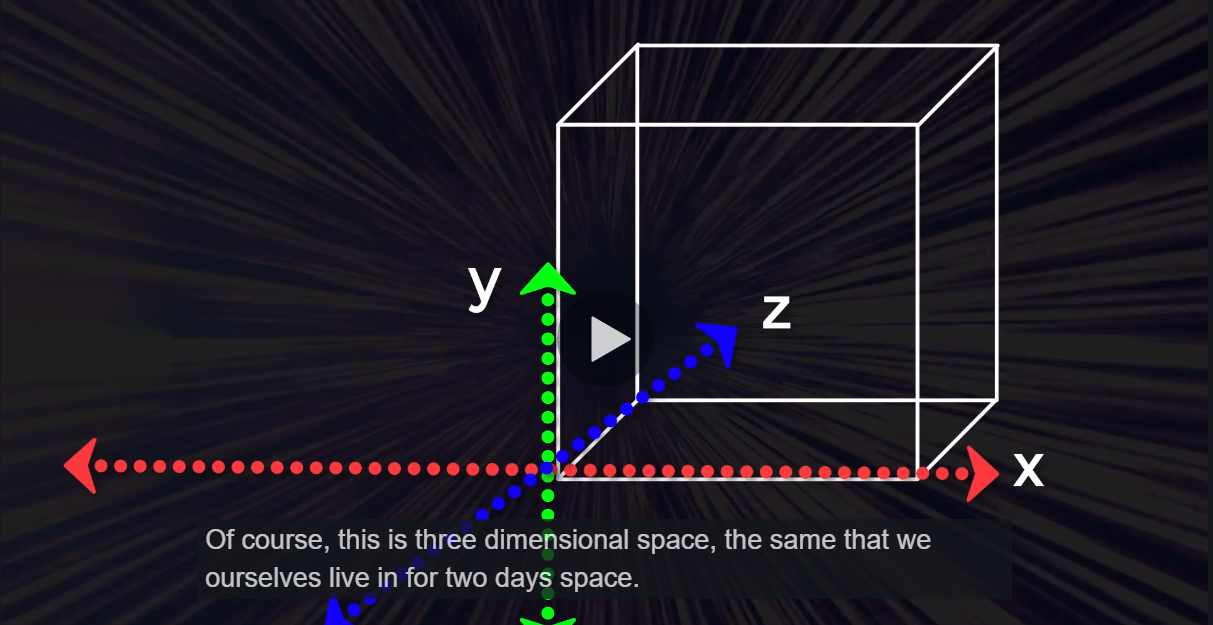 y
z
x
Of course, this is three dimensional space, the same that we
ourselves live in for two days space.